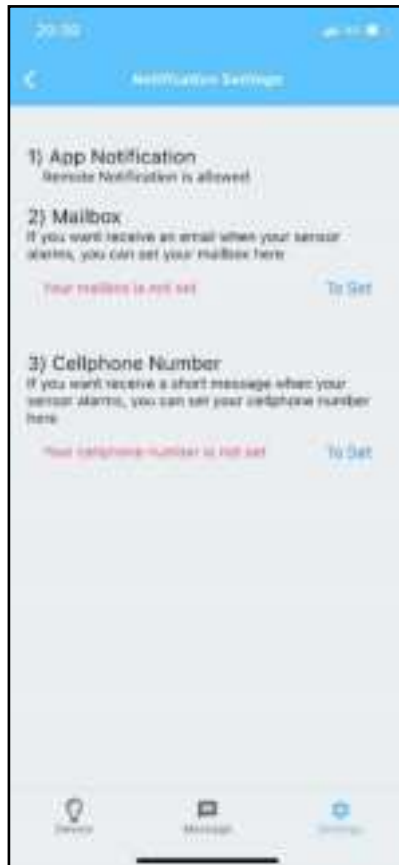 20:50
Notification Settings
1) App Notification
Remote Notification is allowed
2) Mailbox
If you want receive an email when your sensor
alarms, you can set your mailbox here
Your mailbox is not set To Set
3) Cellphone Number
If you want receive a short message when your
sensor alarms, you can set your cellphone number
here
Your cellphone number is not set To Set
Device Message Settings